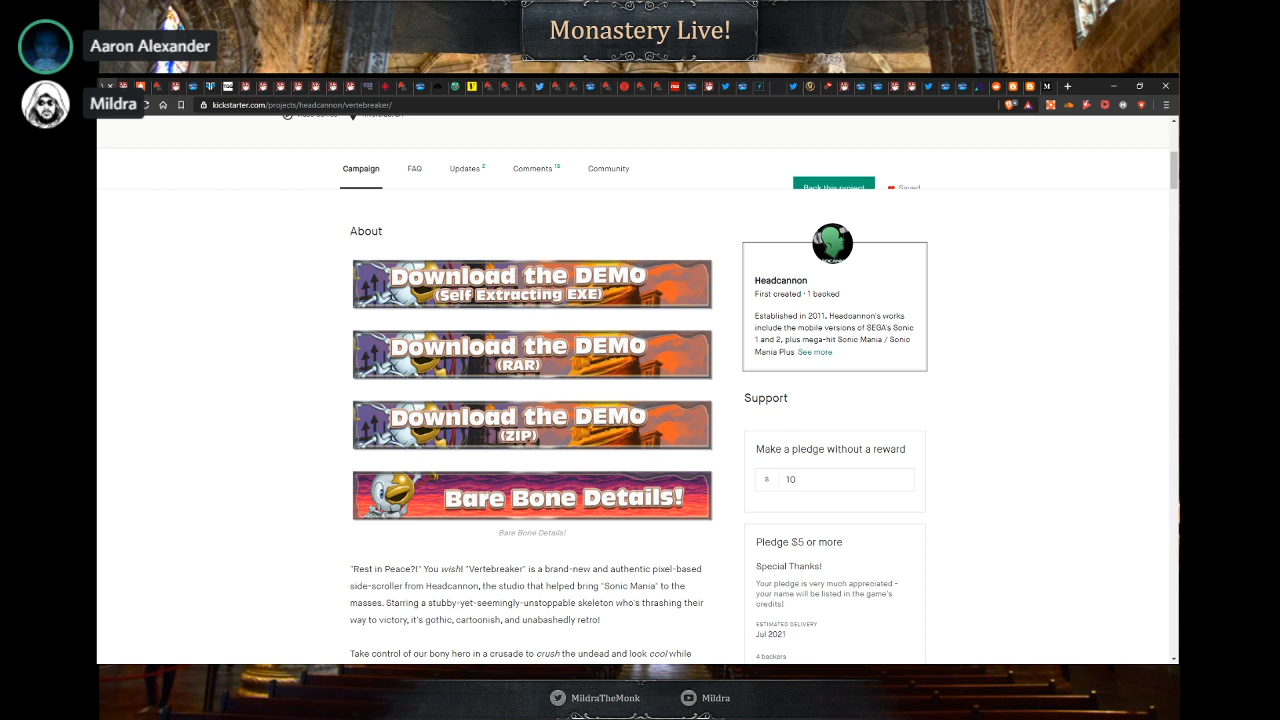 Monastery Live!
Aaron Alexander
Mildra
kickstarter.com/projects/headcannon/vertebreaker/
Campaign
FAQ
Updates 2
Comments 18
Community
Back this project
Saved
About
Download the DEMO
(Self Extracting EXE)
Download the DEMO
(RAR)
Download the DEMO
(ZIP)
Bare Bone Details!
Bare Bone Details!
"Rest in Peace?!" You wish! "Vertebreaker" is a brand-new and authentic pixel-based
side-scroller from Headcannon, the studio that helped bring "Sonic Mania" to the
masses. Starring a stubby-yet-seemingly-unstoppable skeleton who's thrashing their
way to victory, it's gothic, cartoonish, and unabashedly retro!
Take control of our bony hero in a crusade to crush the undead and look cool while
Headcannon
First created · 1 backed
Established in 2011, Headcannon's works
include the mobile versions of SEGA's Sonic
1 and 2, plus mega-hit Sonic Mania / Sonic
Mania Plus See more
Support
Make a pledge without a reward
$ 10
Pledge $5 or more
Special Thanks!
Your pledge is very much appreciated -
your name will be listed in the game's
credits!
ESTIMATED DELIVERY
Jul 2021
4 backers
MildraTheMonk
Mildra